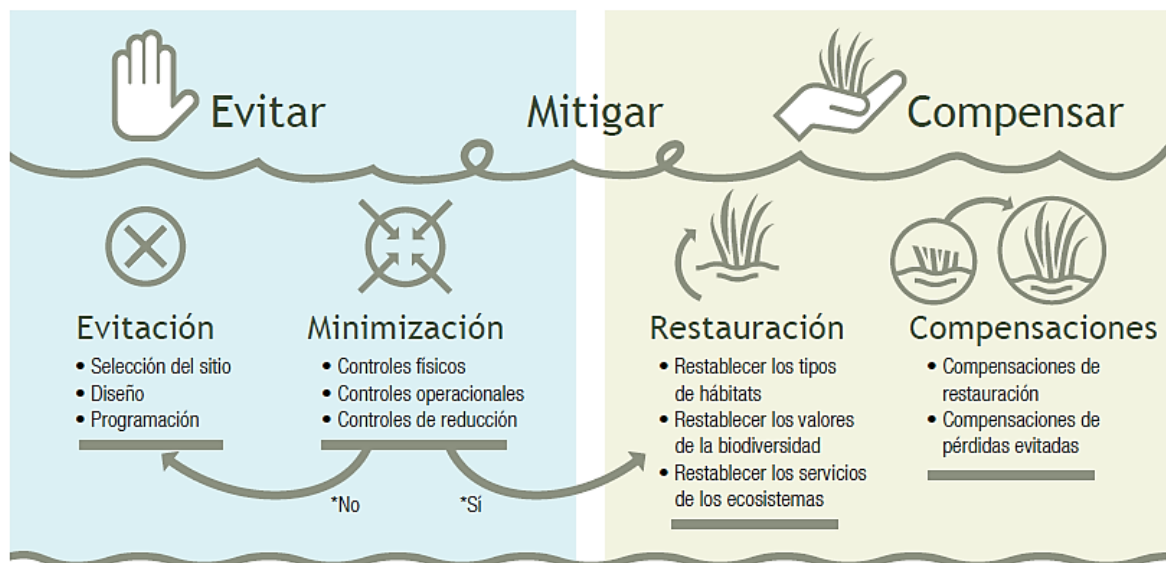 Evitar
Mitigar
Compensar
Evitación
• Selección del sitio
• Diseño
• Programación
Minimización
• Controles físicos
• Controles operacionales
• Controles de reducción
*No
*Sí
Restauración
• Restablecer los tipos
de hábitats
• Restablecer los valores
de la biodiversidad
• Restablecer los servicios
de los ecosistemas
Compensaciones
• Compensaciones de
restauración
• Compensaciones de
pérdidas evitadas